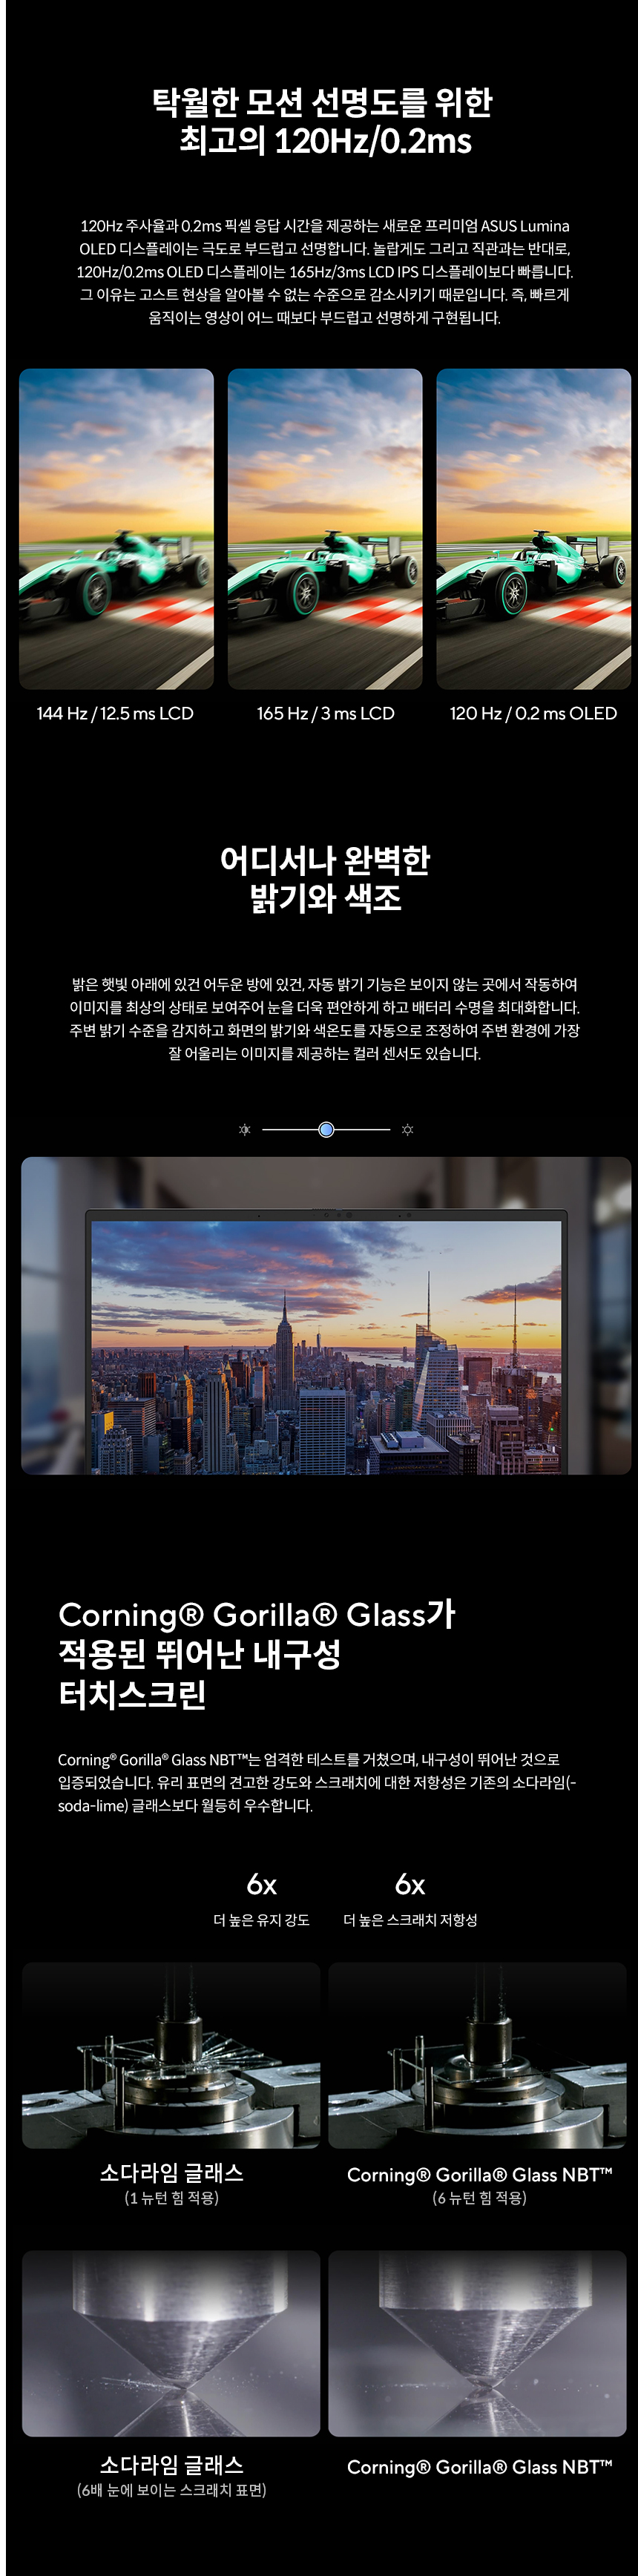 탁월한 모션 선명도를 위한
최고의 120Hz/0.2ms
120Hz 주사율과 0.2ms 픽셀 응답 시간을 제공하는 새로운 프리미엄 ASUS Lumina
OLED 디스플레이는 극도로 부드럽고 선명합니다. 놀랍게도 그리고 직관과는 반대로,
120Hz/0.2ms OLED 디스플레이는 165Hz/3ms LCD IPS 디스플레이보다 빠릅니다.
그 이유는 고스트 현상을 알아볼 수 없는 수준으로 감소시키기 때문입니다. 즉, 빠르게
움직이는 영상이 어느 때보다 부드럽고 선명하게 구현됩니다.
144 Hz / 12.5 ms LCD
165 Hz / 3 ms LCD
120 Hz / 0.2 ms OLED
어디서나 완벽한
밝기와 색조
밝은 햇빛 아래에 있건 어두운 방에 있건, 자동 밝기 기능은 보이지 않는 곳에서 작동하여
이미지를 최상의 상태로 보여주어 눈을 더욱 편안하게 하고 배터리 수명을 최대화합니다.
주변 밝기 수준을 감지하고 화면의 밝기와 색온도를 자동으로 조정하여 주변 환경에 가장
잘 어울리는 이미지를 제공하는 컬러 센서도 있습니다.
Corning® Gorilla® Glass가
적용된 뛰어난 내구성
터치스크린
Corning® Gorilla® Glass NBT™는 엄격한 테스트를 거쳤으며, 내구성이 뛰어난 것으로
입증되었습니다. 유리 표면의 견고한 강도와 스크래치에 대한 저항성은 기존의 소다라임(-
soda-lime) 글래스보다 월등히 우수합니다.
6x
더 높은 유지 강도
6x
더 높은 스크래치 저항성
소다라임 글래스
(1 뉴턴 힘 적용)
Corning® Gorilla® Glass NBT™
(6 뉴턴 힘 적용)
소다라임 글래스
(6배 눈에 보이는 스크래치 표면)
Corning® Gorilla® Glass NBT™